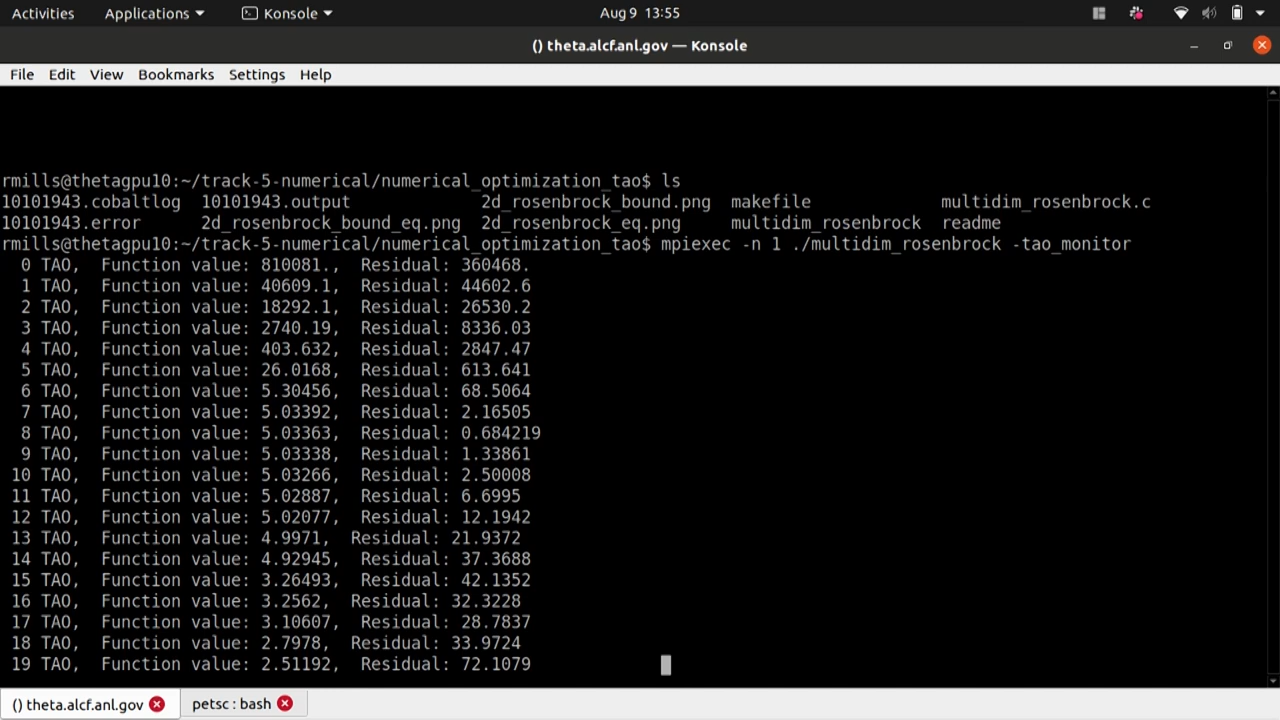 Activities Applications Konsole Aug 9 13:55
() theta.alcf.anl.gov — Konsole
File Edit View Bookmarks Settings Help
rmills@thetagpu10:~/track-5-numerical/numerical_optimization_tao$ ls
10101943.cobaltlog 10101943.output 2d_rosenbrock_bound.png makefile multidim_rosenbrock.c
10101943.error 2d_rosenbrock_bound_eq.png 2d_rosenbrock_eq.png multidim_rosenbrock readme
rmills@thetagpu10:~/track-5-numerical/numerical_optimization_tao$ mpiexec -n 1 ./multidim_rosenbrock -tao_monitor
0 TAO, Function value: 810081., Residual: 360468.
1 TAO, Function value: 40609.1, Residual: 44602.6
2 TAO, Function value: 18292.1, Residual: 26530.2
3 TAO, Function value: 2740.19, Residual: 8336.03
4 TAO, Function value: 403.632, Residual: 2847.47
5 TAO, Function value: 26.0168, Residual: 613.641
6 TAO, Function value: 5.30456, Residual: 68.5064
7 TAO, Function value: 5.03392, Residual: 2.16505
8 TAO, Function value: 5.03363, Residual: 0.684219
9 TAO, Function value: 5.03338, Residual: 1.33861
10 TAO, Function value: 5.03266, Residual: 2.50008
11 TAO, Function value: 5.02887, Residual: 6.6995
12 TAO, Function value: 5.02077, Residual: 12.1942
13 TAO, Function value: 4.9971, Residual: 21.9372
14 TAO, Function value: 4.92945, Residual: 37.3688
15 TAO, Function value: 3.26493, Residual: 42.1352
16 TAO, Function value: 3.2562, Residual: 32.3228
17 TAO, Function value: 3.10607, Residual: 28.7837
18 TAO, Function value: 2.7978, Residual: 33.9724
19 TAO, Function value: 2.51192, Residual: 72.1079
() theta.alcf.anl.gov petsc : bash